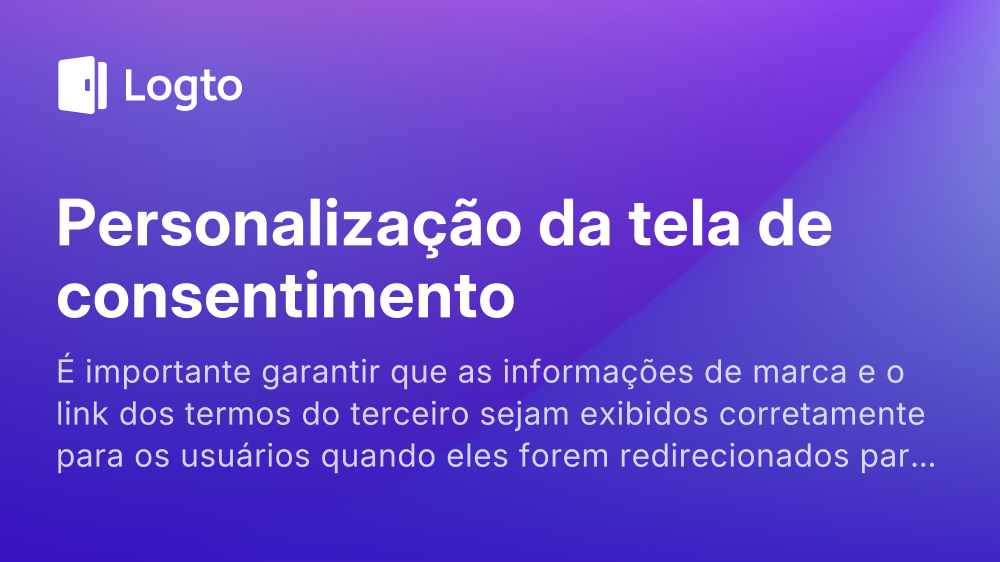 Logto
Personalização da tela de
consentimento
É importante garantir que as informações de marca e o
link dos termos do terceiro sejam exibidos corretamente
para os usuários quando eles forem redirecionados par...